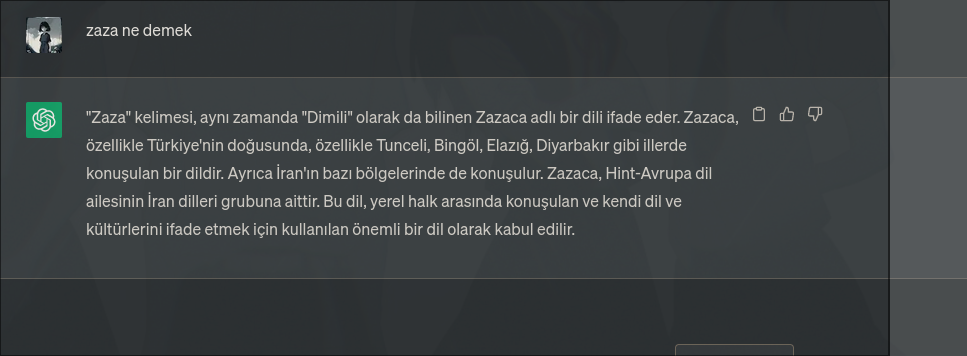 zaza ne demek
"Zaza" kelimesi, aynı zamanda "Dimili" olarak da bilinen Zazaca adlı bir dili ifade eder. Zazaca,
özellikle Türkiye'nin doğusunda, özellikle Tunceli, Bingöl, Elazığ, Diyarbakır gibi illerde
konuşulan bir dildir. Ayrıca İran'ın bazı bölgelerinde de konuşulur. Zazaca, Hint-Avrupa dil
ailesinin İran dilleri grubuna aittir. Bu dil, yerel halk arasında konuşulan ve kendi dil ve
kültürlerini ifade etmek için kullanılan önemli bir dil olarak kabul edilir.